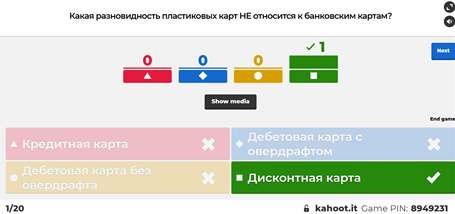 Какая разновидность пластиковых карт НЕ относится к банковским картам?
Next
0
0
0
1
Show media
End game
Кредитная карта
Дебетовая карта с
овердрафтом
Дебетовая карта без
овердрафта
Дисконтная карта
1/20
kahoot.it Game PIN: 8949231